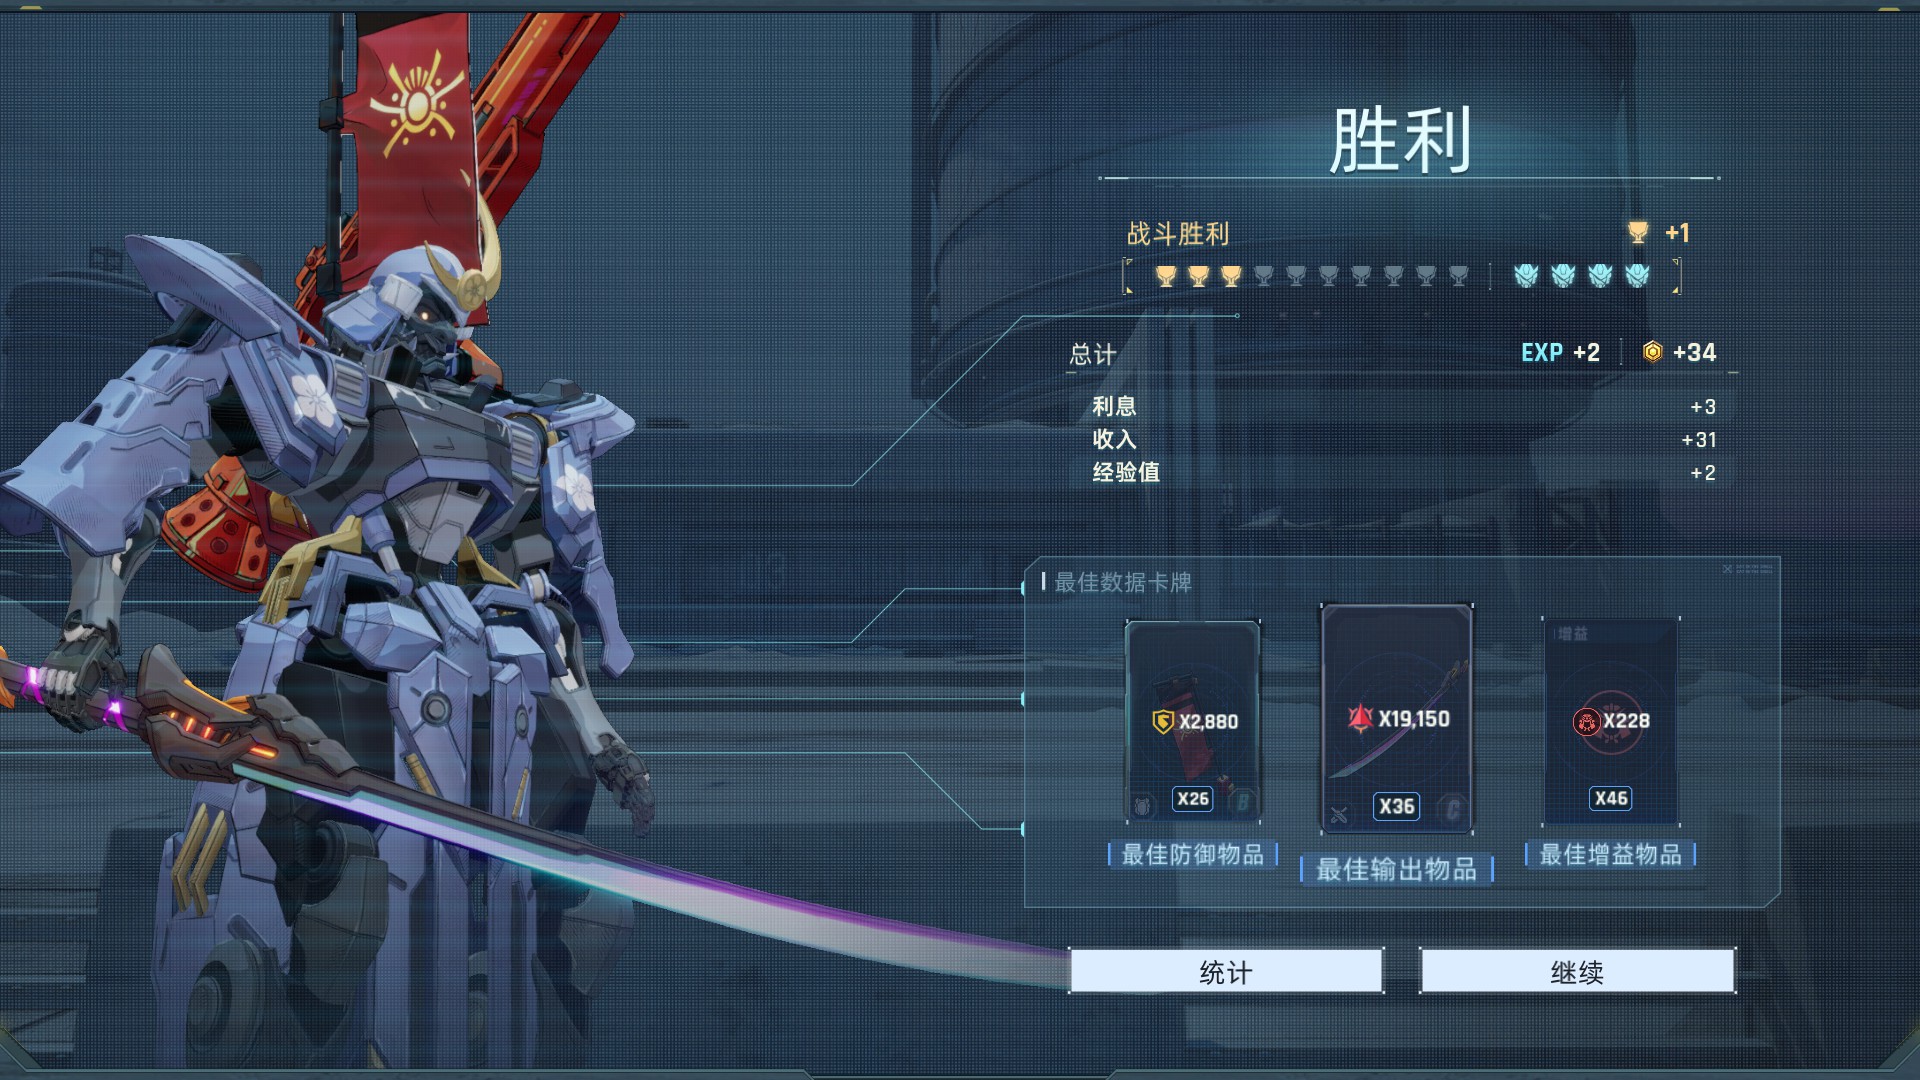 胜利
战斗胜利 +1
总计 EXP +2 +34
利息 +3
收入 +31
经验值 +2
最佳数据卡牌
增益
X2,880 X19,150 X228
X26 B X36 C X46
最佳防御物品 最佳输出物品 最佳增益物品
统计 继续